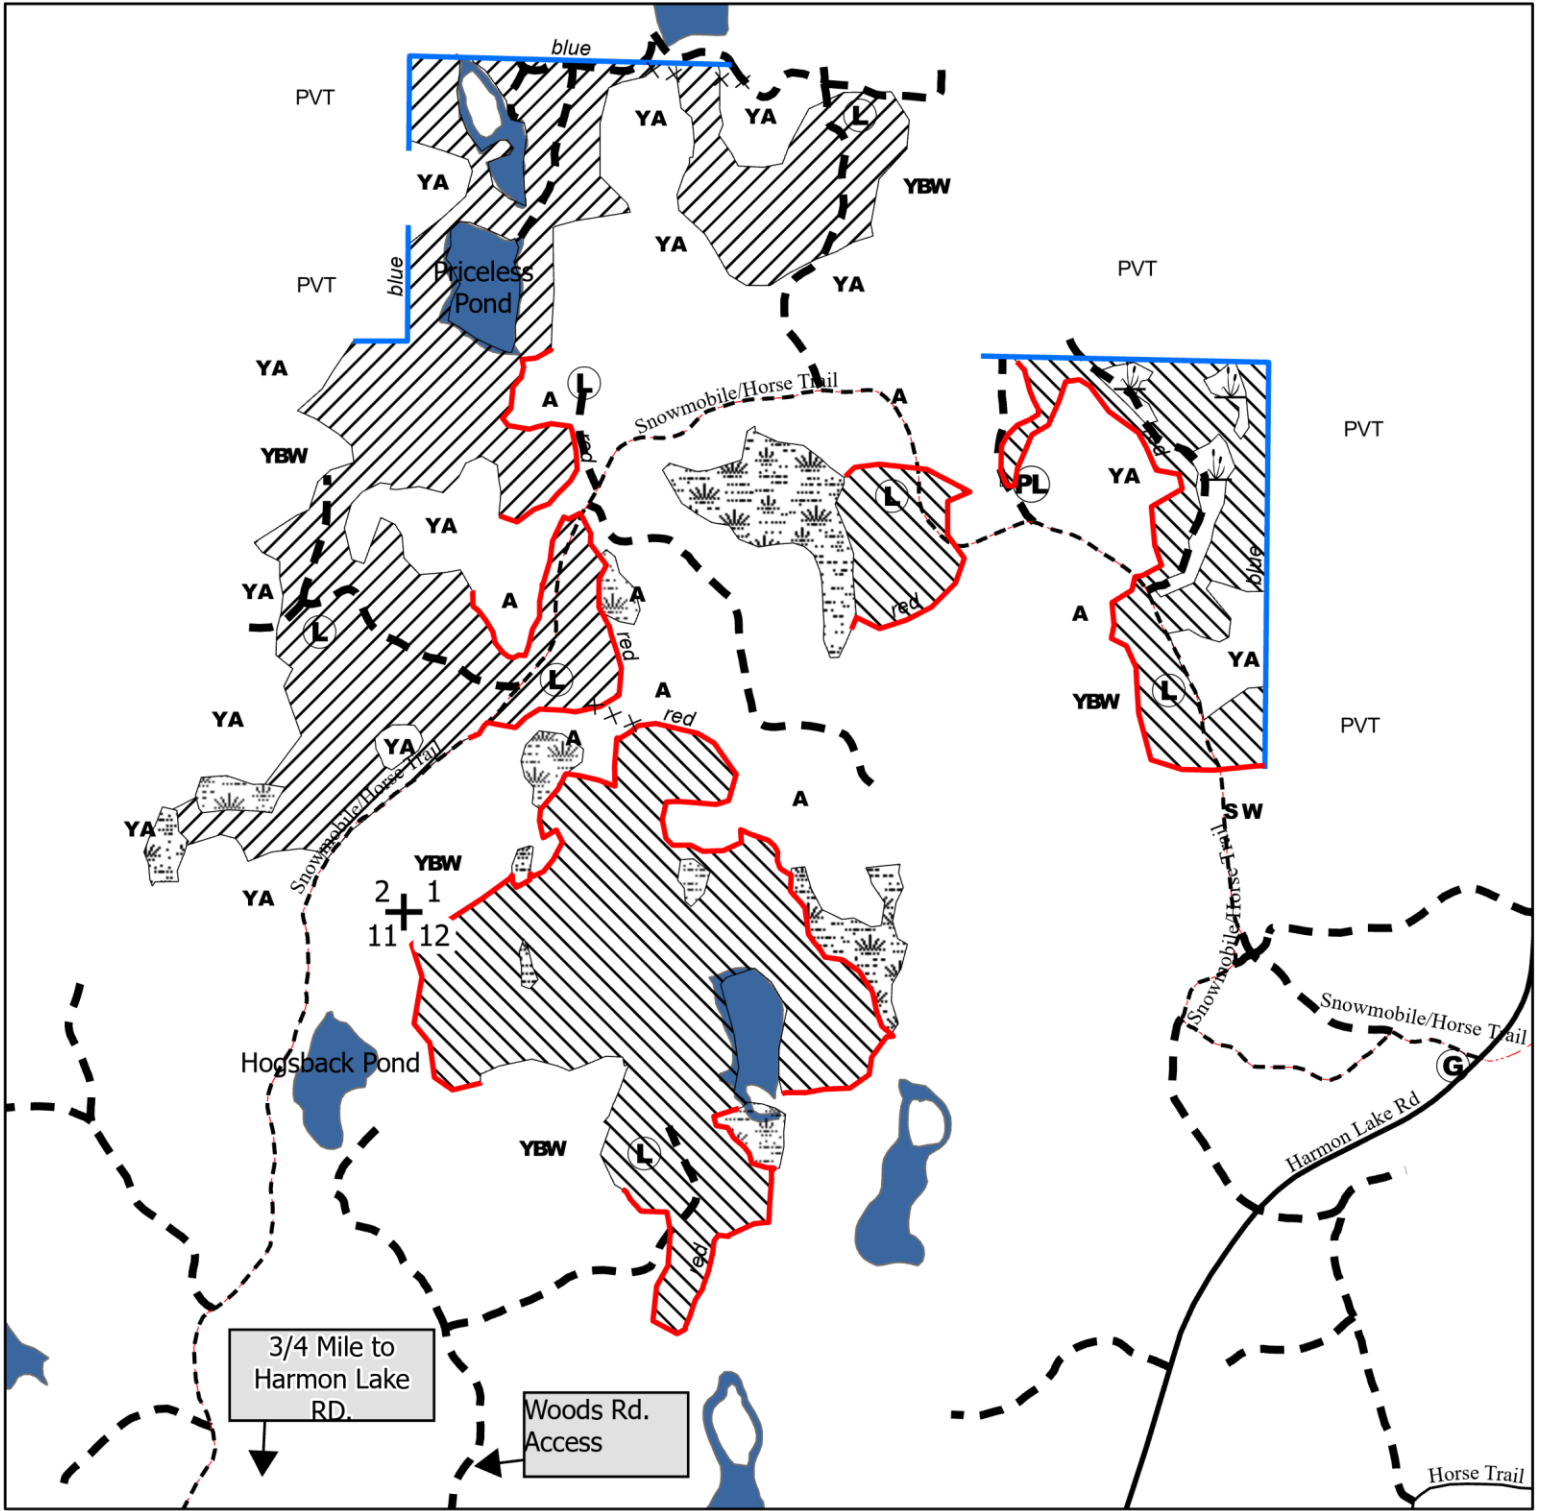 blue
PVT
YA
YA
L
YA
YBW
YA
blue
PVT
Priceless
Pond
YA
PVT
YA
A
L
Snowmobile/Horse Trail
A
PVT
YBW
red
red
YA
L
PL
YA
blue
YA
A
A
red
A
L
red
YA
L
YBW
L
A
YA
A
red
PVT
YA
A
Snowmobile/Horse Trail
YA
A
SW
Snowmobile/Horse Trail
YBW
YA
2 1
11 12
Snowmobile/Horse Trail
Hogsback Pond
G
Harmon Lake Rd
YBW
L
red
3/4 Mile to
Harmon Lake
RD.
Woods Rd.
Access
Horse Trail